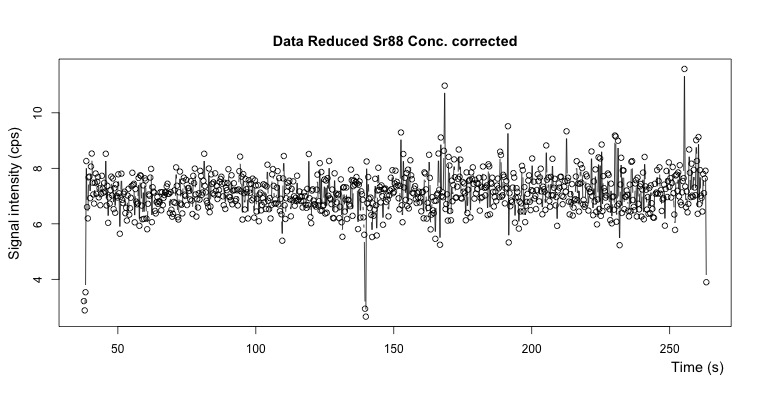 Data Reduced Sr88 Conc. corrected
Signal intensity (cps)
10
8
6
4
50 100 150 200 250
Time (s)